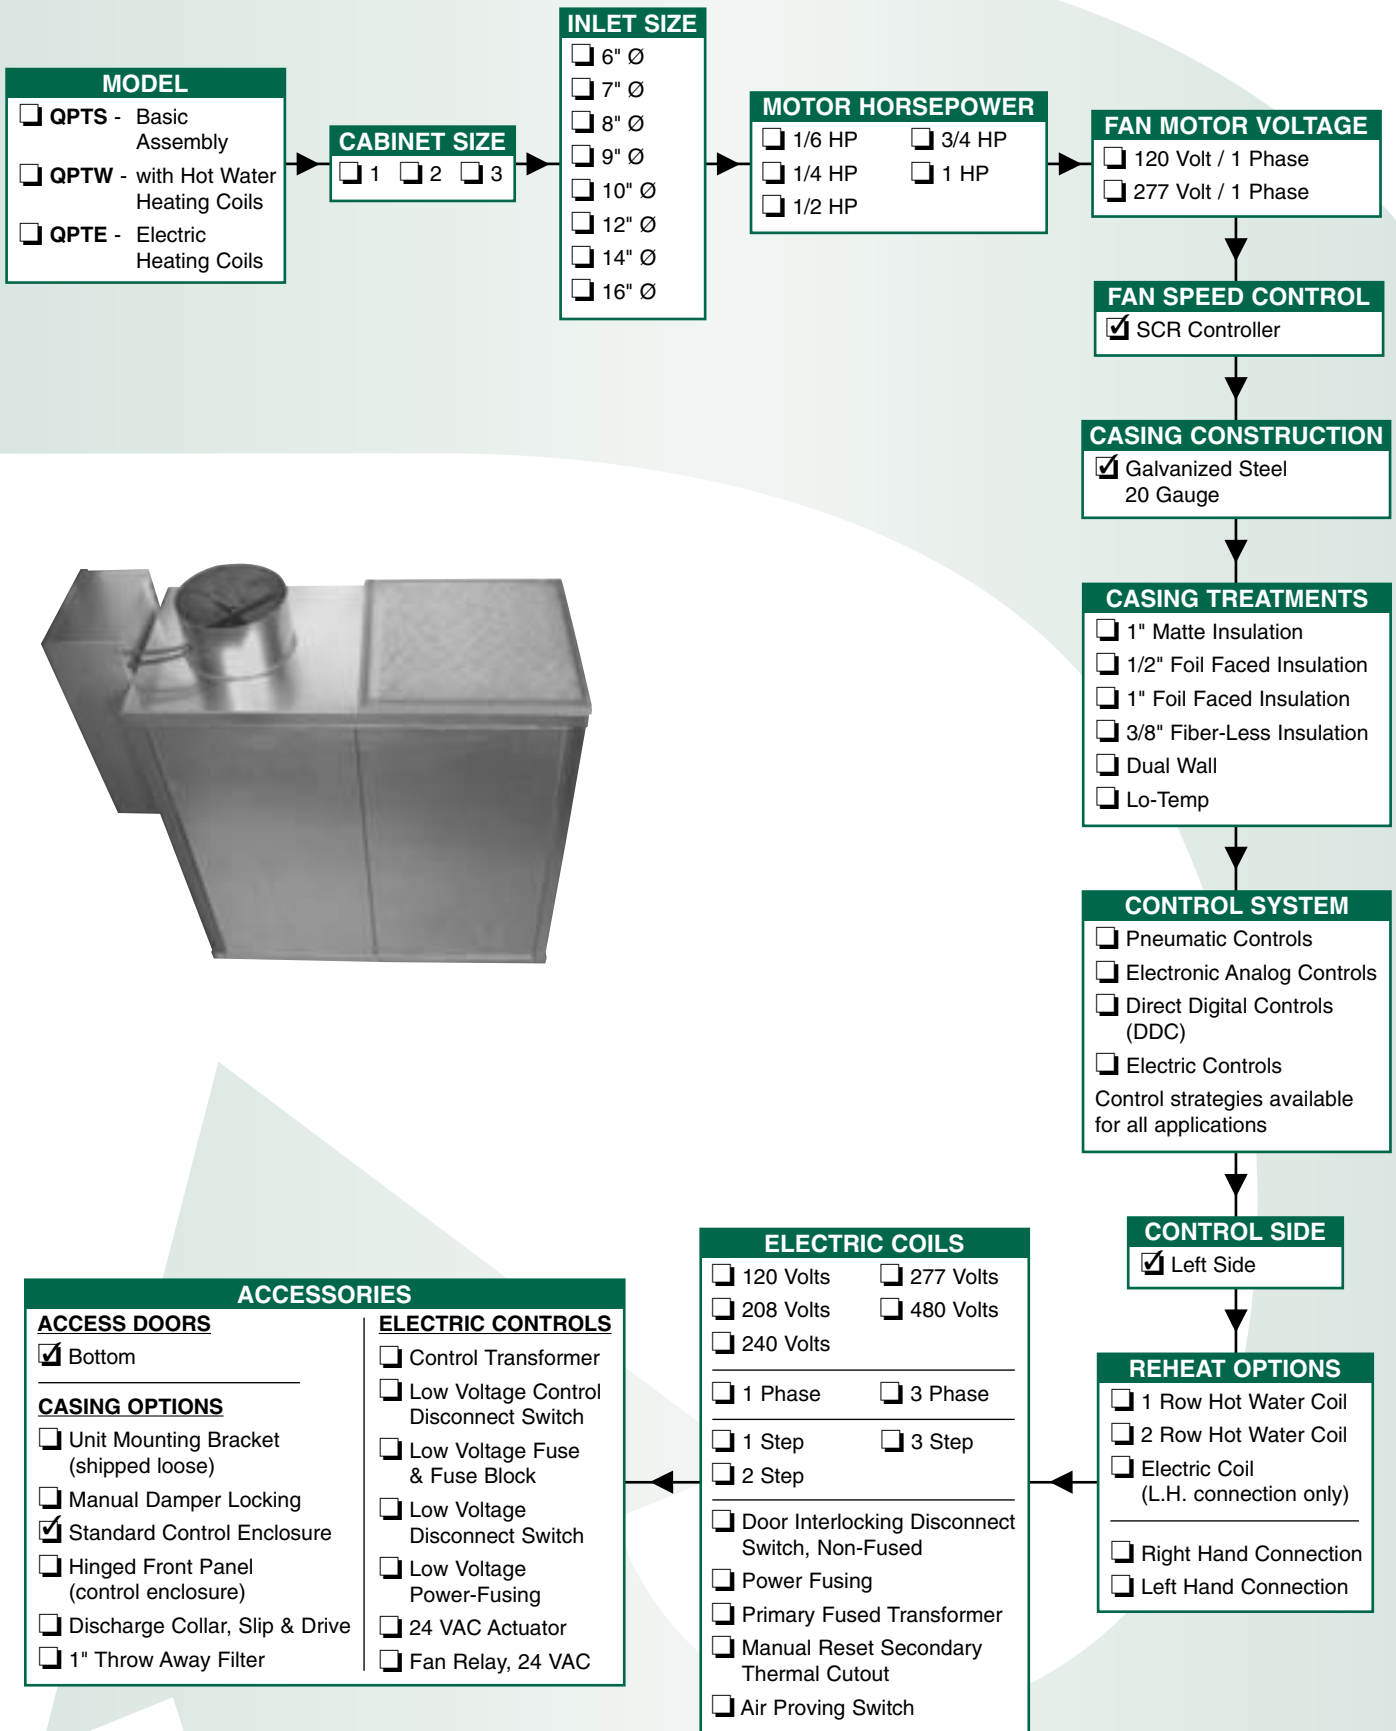 MODEL
QPTS - Basic
Assembly
QPTW - with Hot Water
Heating Coils
QPTE - Electric
Heating Coils
CABINET SIZE
1 2 3
INLET SIZE
6" Ø
7" Ø
8" Ø
9" Ø
10" Ø
12" Ø
14" Ø
16" Ø
MOTOR HORSEPOWER
1/6 HP 3/4 HP
1/4 HP 1 HP
1/2 HP
FAN MOTOR VOLTAGE
120 Volt / 1 Phase
277 Volt / 1 Phase
FAN SPEED CONTROL
SCR Controller
CASING CONSTRUCTION
Galvanized Steel
20 Gauge
CASING TREATMENTS
1" Matte Insulation
1/2" Foil Faced Insulation
1" Foil Faced Insulation
3/8" Fiber-Less Insulation
Dual Wall
Lo-Temp
CONTROL SYSTEM
Pneumatic Controls
Electronic Analog Controls
Direct Digital Controls
(DDC)
Electric Controls
Control strategies available
for all applications
CONTROL SIDE
Left Side
REHEAT OPTIONS
1 Row Hot Water Coil
2 Row Hot Water Coil
Electric Coil
(L.H. connection only)
Right Hand Connection
Left Hand Connection
ELECTRIC COILS
120 Volts 277 Volts
208 Volts 480 Volts
240 Volts
1 Phase 3 Phase
1 Step 3 Step
2 Step
Door Interlocking Disconnect
Switch, Non-Fused
Power Fusing
Primary Fused Transformer
Manual Reset Secondary
Thermal Cutout
Air Proving Switch
ACCESSORIES
ACCESS DOORS
Bottom
CASING OPTIONS
Unit Mounting Bracket
(shipped loose)
Manual Damper Locking
Standard Control Enclosure
Hinged Front Panel
(control enclosure)
Discharge Collar, Slip & Drive
1" Throw Away Filter
ELECTRIC CONTROLS
Control Transformer
Low Voltage Control
Disconnect Switch
Low Voltage Fuse
& Fuse Block
Low Voltage
Disconnect Switch
Low Voltage
Power-Fusing
24 VAC Actuator
Fan Relay, 24 VAC